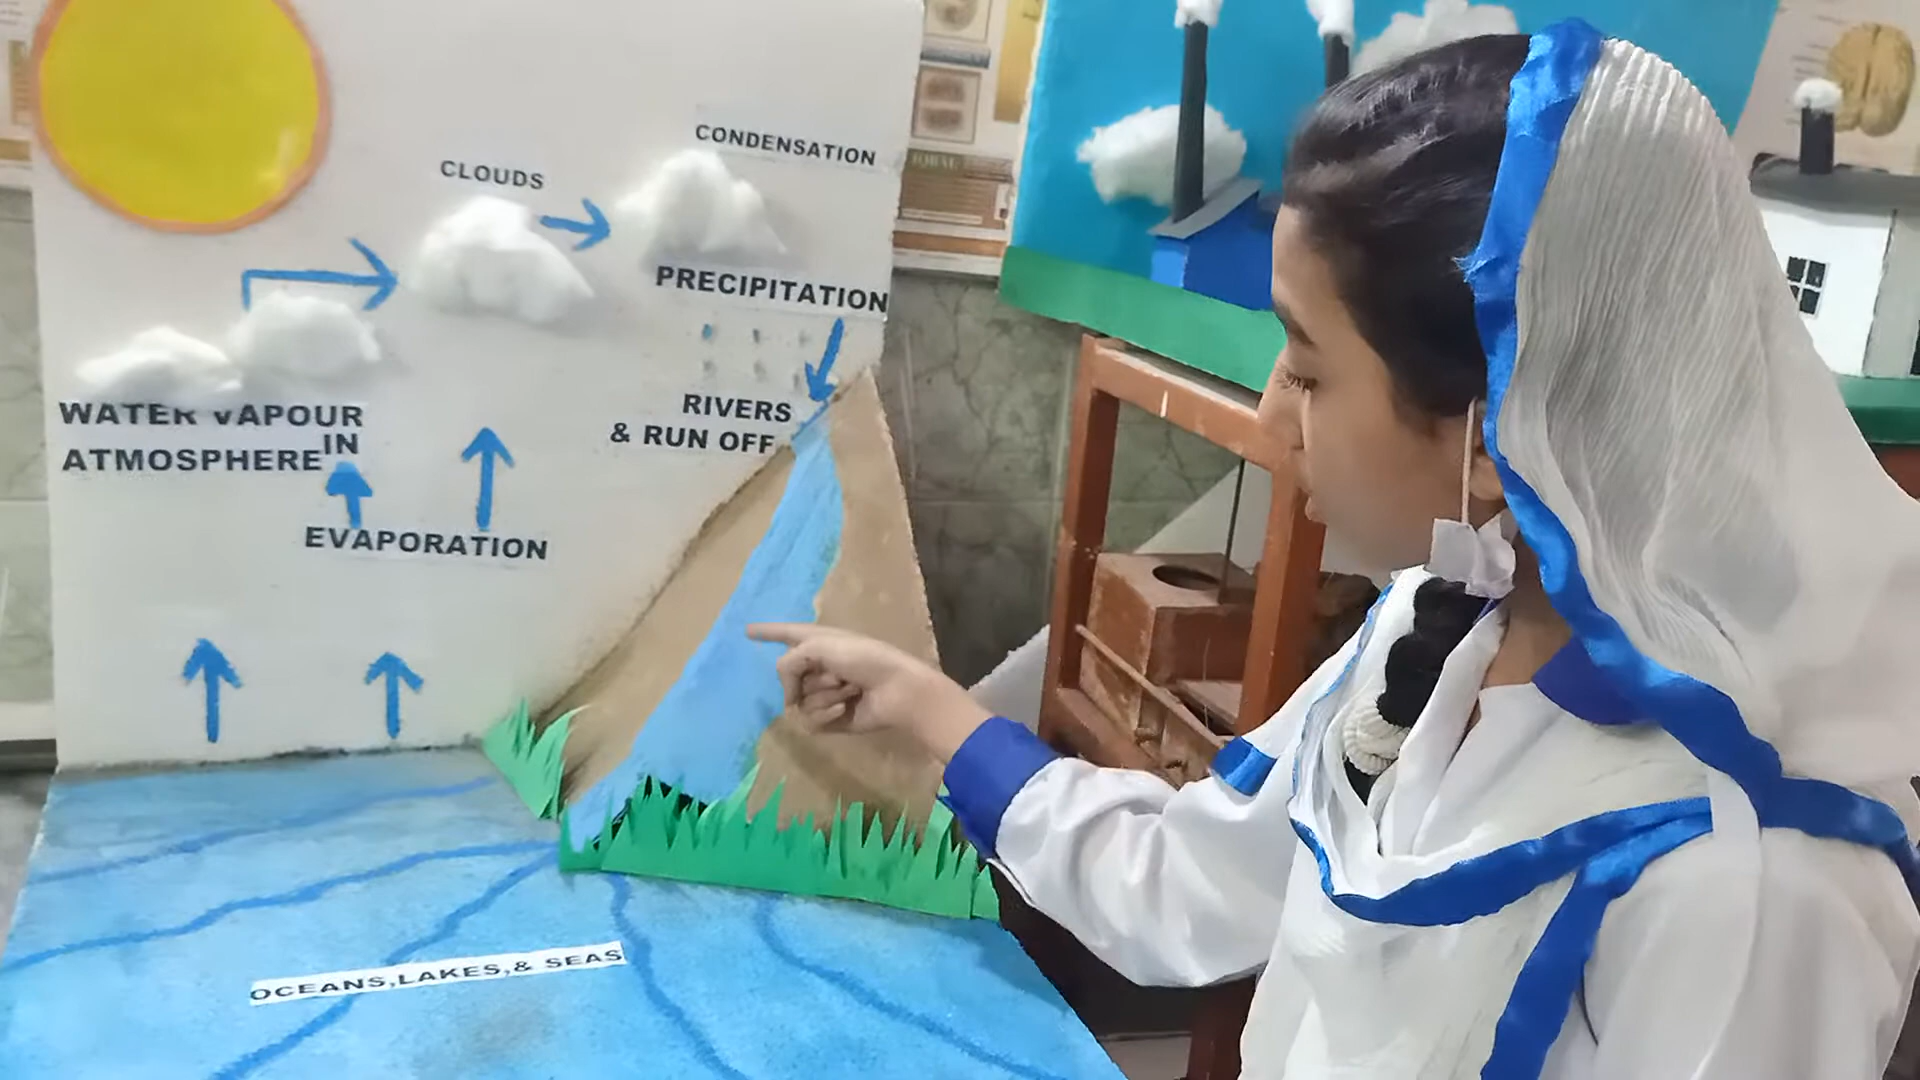 CONDENSATION
CLOUDS
PRECIPITATION
WATER VAPOUR
IN
ATMOSPHERE
RIVERS
& RUN OFF
EVAPORATION
OCEANS,LAKES,& SEAS